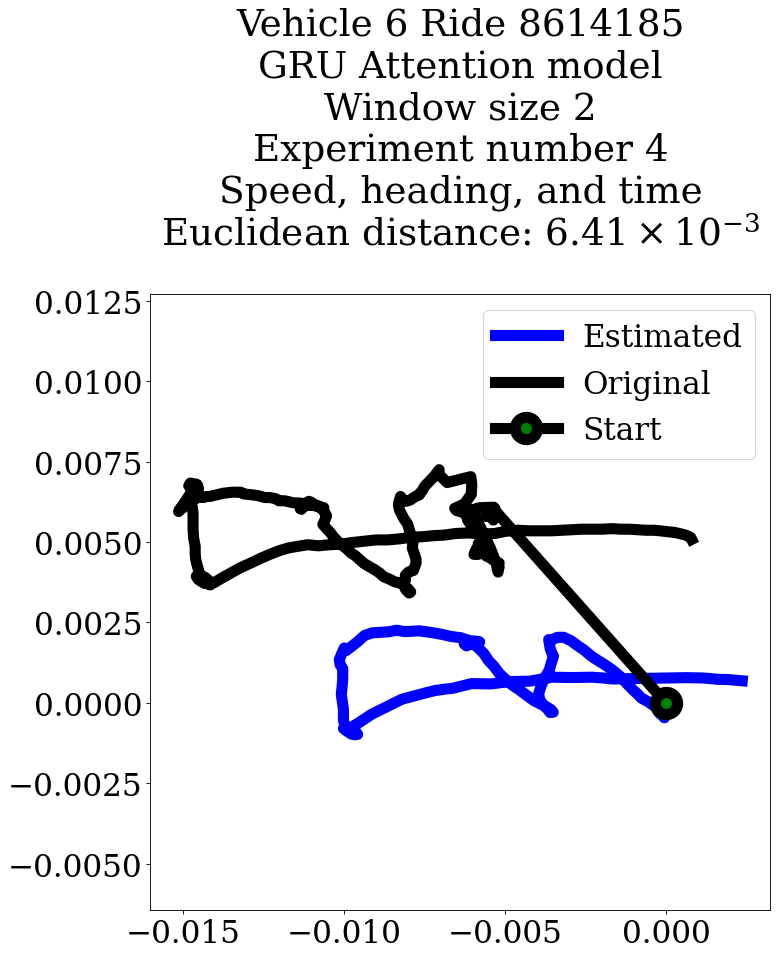 Vehicle 6 Ride 8614185
GRU Attention model
Window size 2
Experiment number 4
Speed, heading, and time
Euclidean distance: 6.41 × 10⁻³
0.0125
0.0100
0.0075
0.0050
0.0025
0.0000
−0.0025
−0.0050
Estimated
Original
Start
−0.015
−0.010
−0.005
0.000